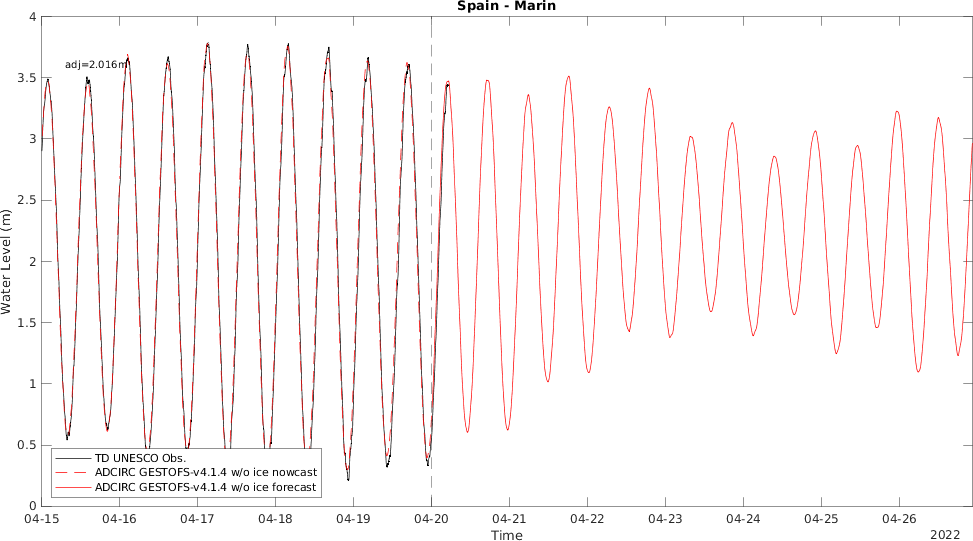 Spain - Marin
4
3.5
3
2.5
2
1.5
1
0.5
0
Water Level (m)
adj=2.016m
TD UNESCO Obs.
ADCIRC GESTOFS-v4.1.4 w/o ice nowcast
ADCIRC GESTOFS-v4.1.4 w/o ice forecast
04-15 04-16 04-17 04-18 04-19 04-20 04-21 04-22 04-23 04-24 04-25 04-26
Time
2022